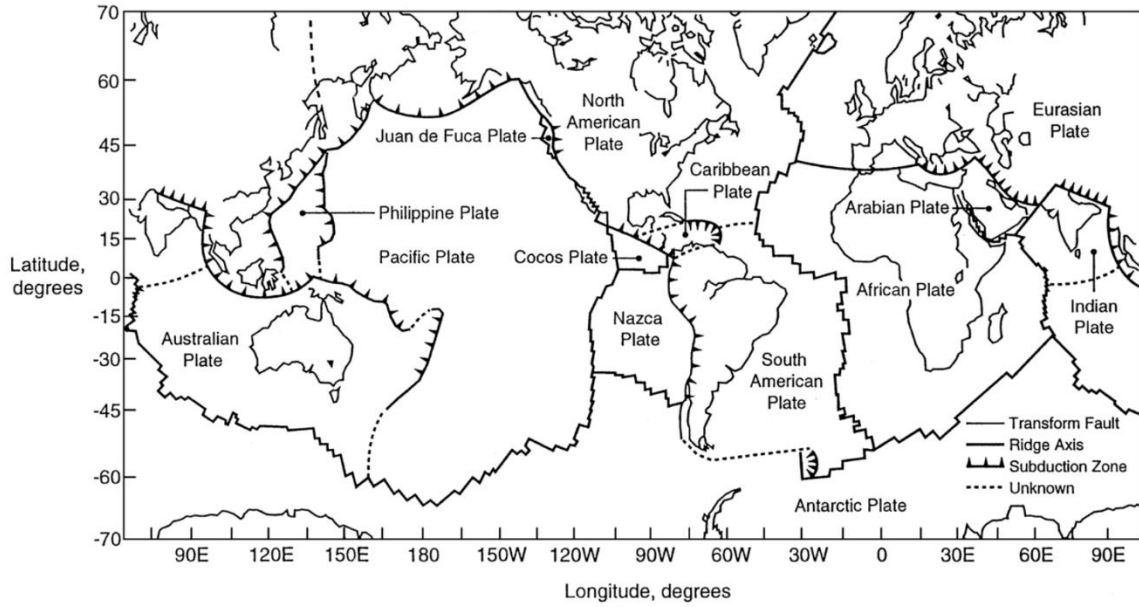 70
60
45
30
15
0
-15
-30
-45
-60
-70
Latitude,
degrees
North
American
Plate
Eurasian
Plate
Juan de Fuca Plate
Caribbean
Plate
Philippine Plate
Arabian Plate
Pacific Plate
Cocos Plate
African Plate
Indian
Plate
Australian
Plate
Nazca
Plate
South
American
Plate
Transform Fault
Ridge Axis
Subduction Zone
Unknown
Antarctic Plate
90E 120E 150E 180 150W 120W 90W 60W 30W 0 30E 60E 90E
Longitude, degrees